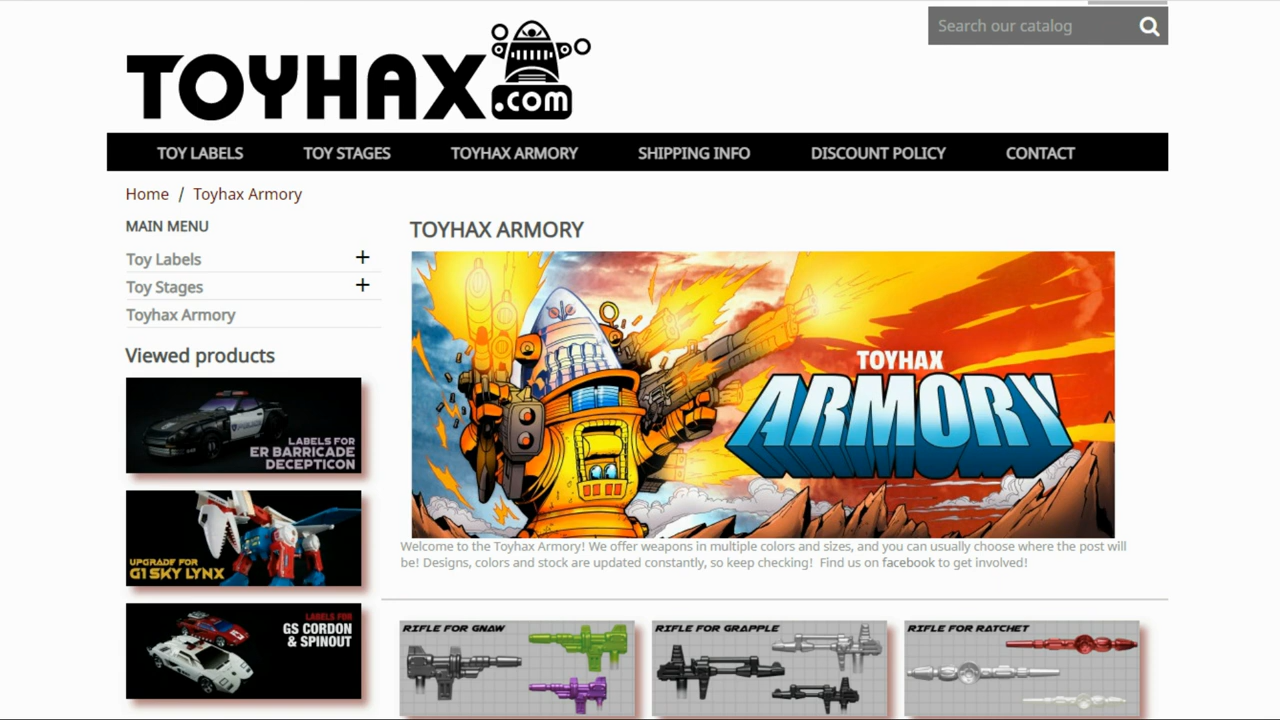 Search our catalog
TOYHAX
.com
TOY LABELS TOY STAGES TOYHAX ARMORY SHIPPING INFO DISCOUNT POLICY CONTACT
Home / Toyhax Armory
MAIN MENU
Toy Labels +
Toy Stages +
Toyhax Armory
Viewed products
LABELS FOR
ER BARRICADE
DECEPTICON
UPGRADE FOR
G1 SKY LYNX
LABELS FOR
GS CORDON
& SPINOUT
TOYHAX ARMORY
TOYHAX
ARMORY
Welcome to the Toyhax Armory! We offer weapons in multiple colors and sizes, and you can usually choose where the post will
be! Designs, colors and stock are updated constantly, so keep checking! Find us on facebook to get involved!
RIFLE FOR GNAW
RIFLE FOR GRAPPLE
RIFLE FOR RATCHET